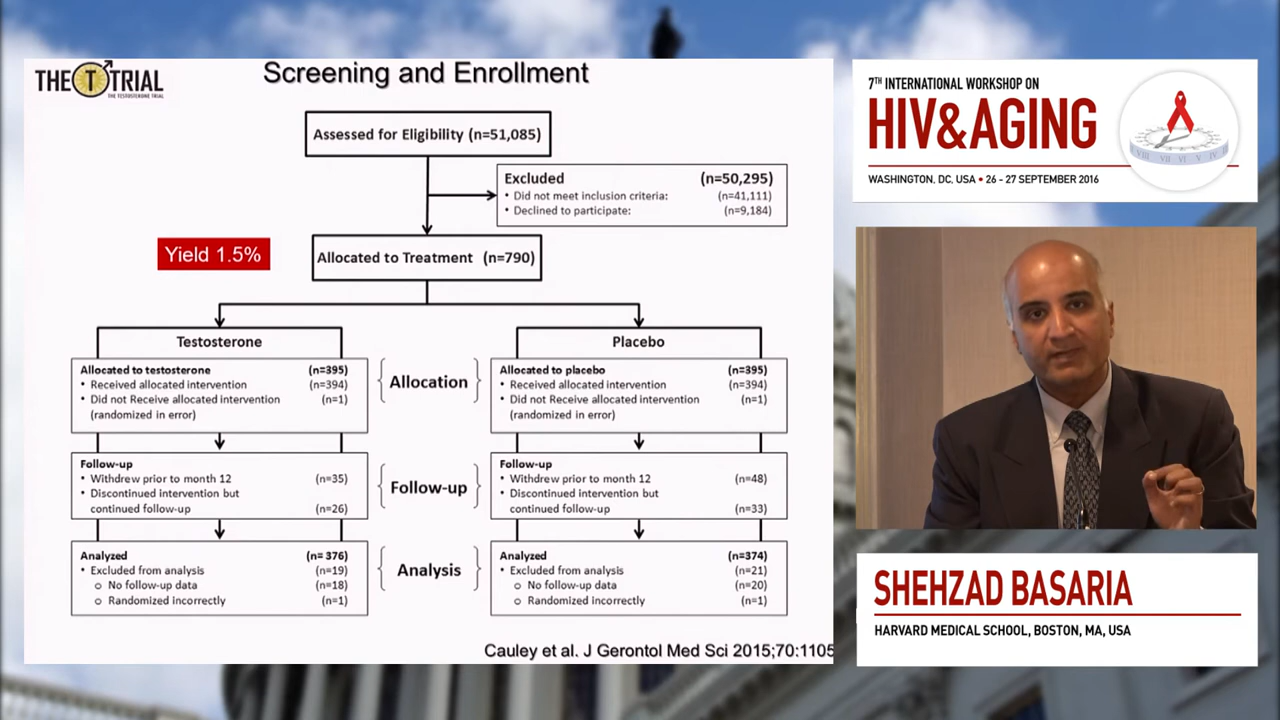 THE T TRIAL
THE TESTOSTERONE TRIAL
Screening and Enrollment
Assessed for Eligibility (n=51,085)
Excluded (n=50,295)
• Did not meet inclusion criteria: (n=41,111)
• Declined to participate: (n=9,184)
Yield 1.5%
Allocated to Treatment (n=790)
Testosterone
Allocated to testosterone (n=395)
• Received allocated intervention (n=394)
• Did not Receive allocated intervention (n=1)
(randomized in error)
Allocation
Placebo
Allocated to placebo (n=395)
• Received allocated intervention (n=394)
• Did not Receive allocated intervention (n=1)
(randomized in error)
Follow-up
• Withdrew prior to month 12 (n=35)
• Discontinued intervention but
continued follow-up (n=26)
Follow-up
Follow-up
• Withdrew prior to month 12 (n=48)
• Discontinued intervention but
continued follow-up (n=33)
Analyzed (n= 376)
• Excluded from analysis (n=19)
o No follow-up data (n=18)
o Randomized incorrectly (n=1)
Analysis
Analyzed (n=374)
• Excluded from analysis (n=21)
o No follow-up data (n=20)
o Randomized incorrectly (n=1)
Cauley et al. J Gerontol Med Sci 2015;70:1105
7TH INTERNATIONAL WORKSHOP ON
HIV&AGING
WASHINGTON, DC, USA • 26 - 27 SEPTEMBER 2016
VIII VII VI V IV
SHEHZAD BASARIA
HARVARD MEDICAL SCHOOL, BOSTON, MA, USA